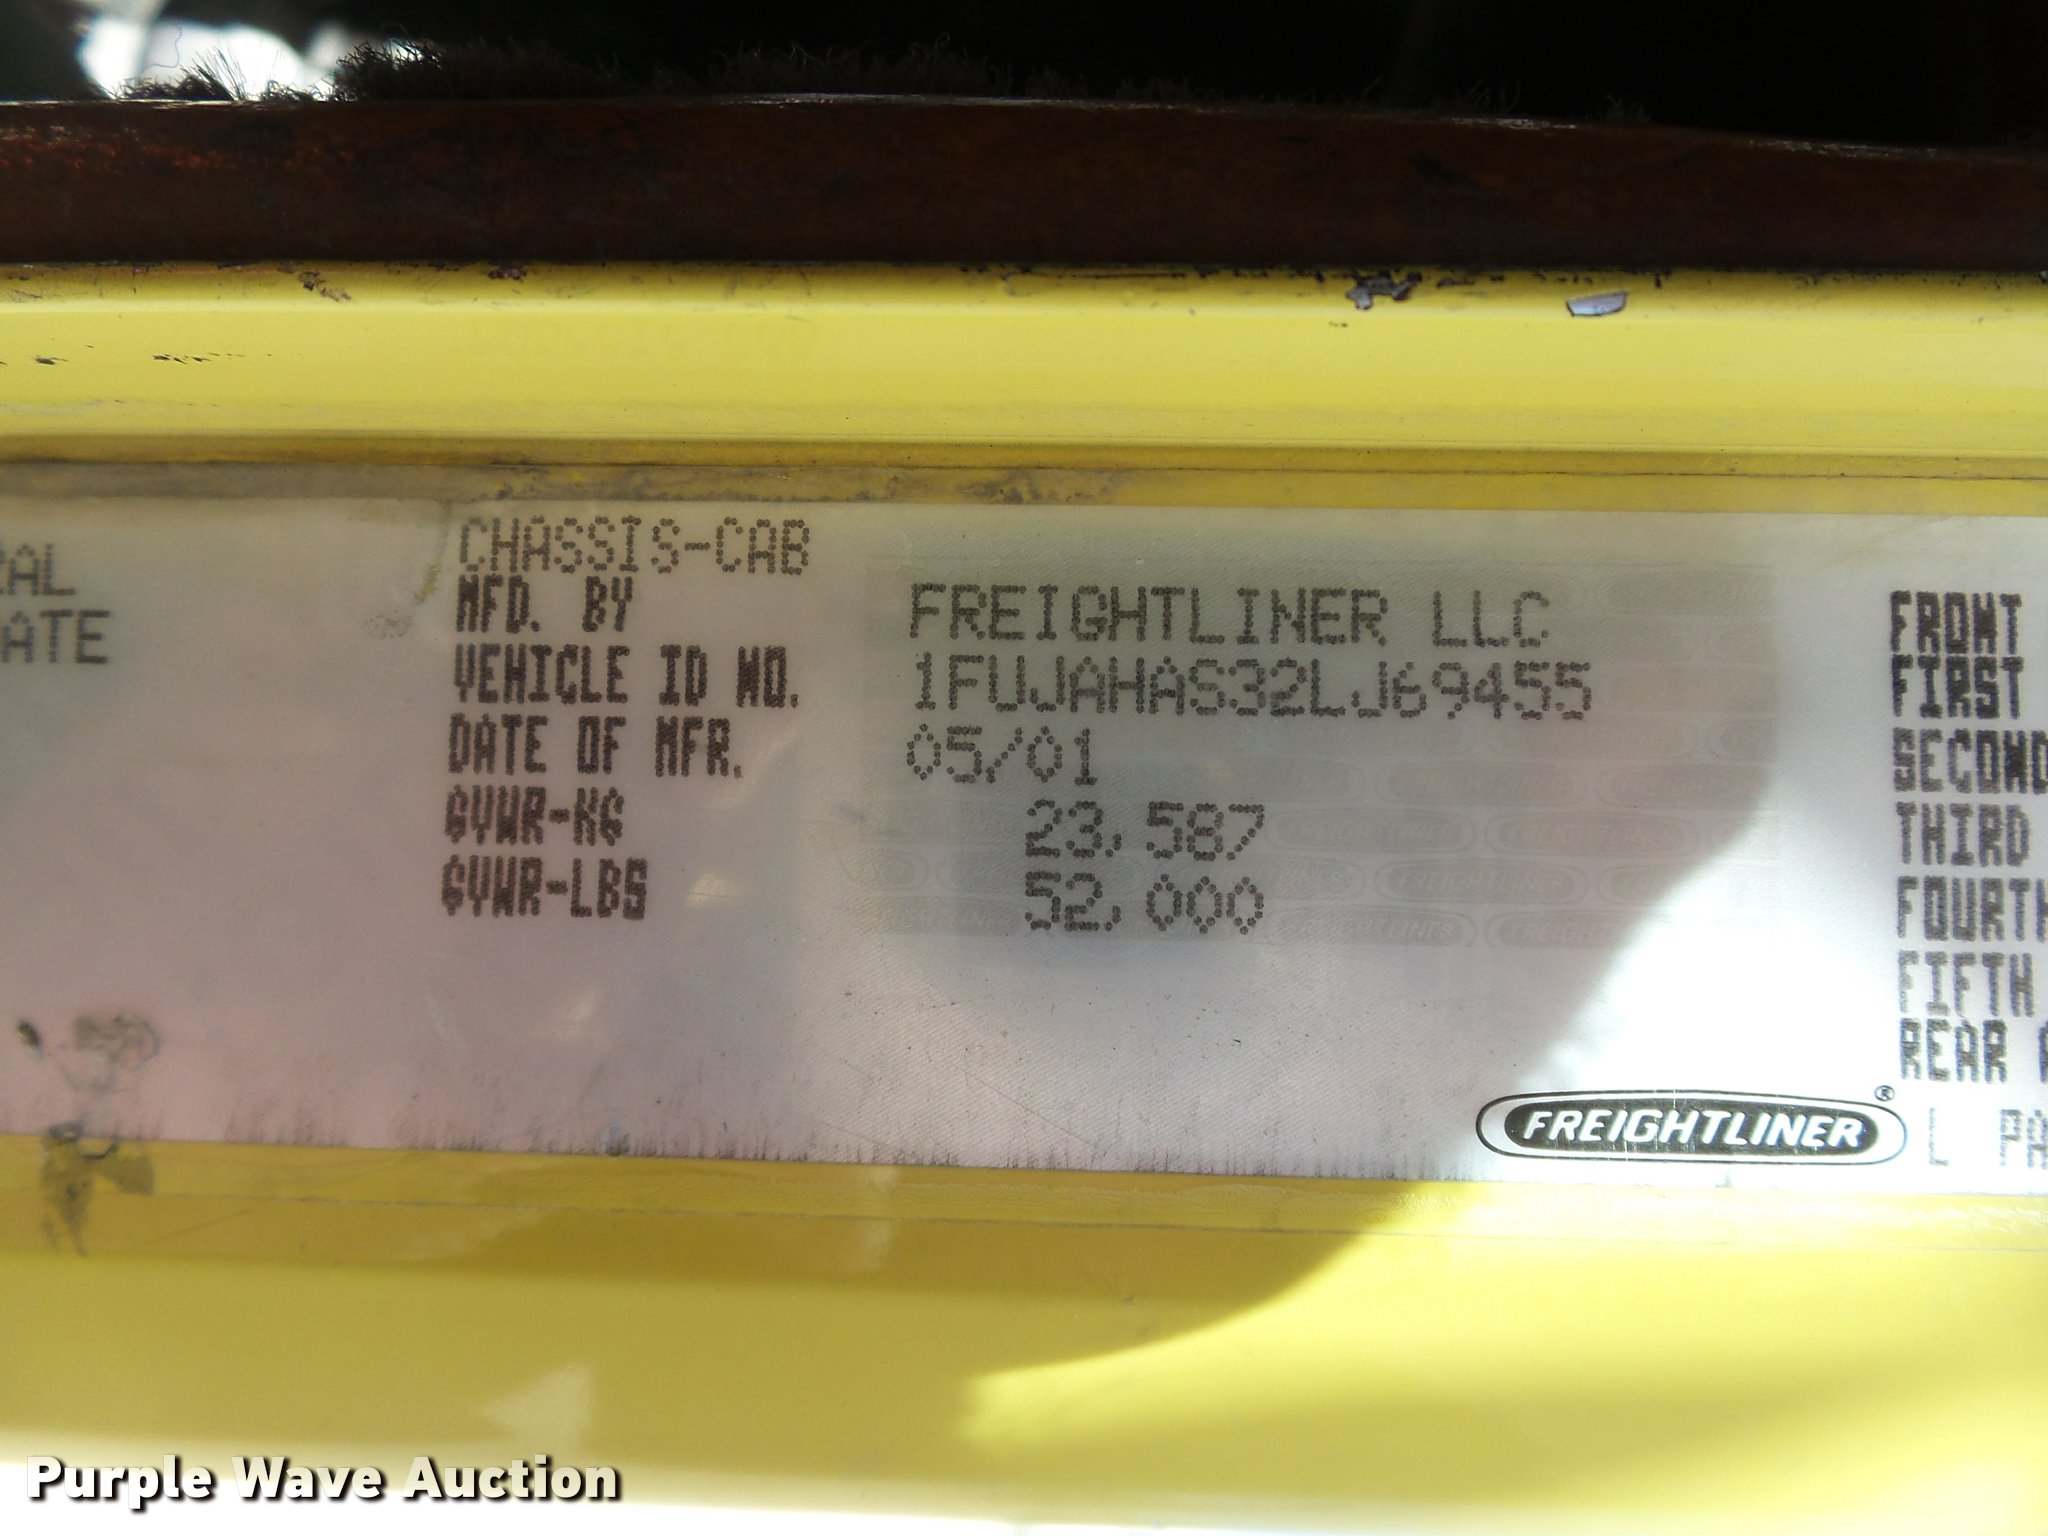 CHASSIS-CAB
MFD. BY FREIGHTLINER LLC
VEHICLE ID NO. 1FUJAHAS32LJ69455
DATE OF MFR. 05/01
GVWR-KG 23,587
GVWR-LBS 52,000
RAL
ATE
FRONT
FIRST
SECOND
THIRD
FOURTH
FIFTH
REAR A
FREIGHTLINER®
L PA
Purple Wave Auction